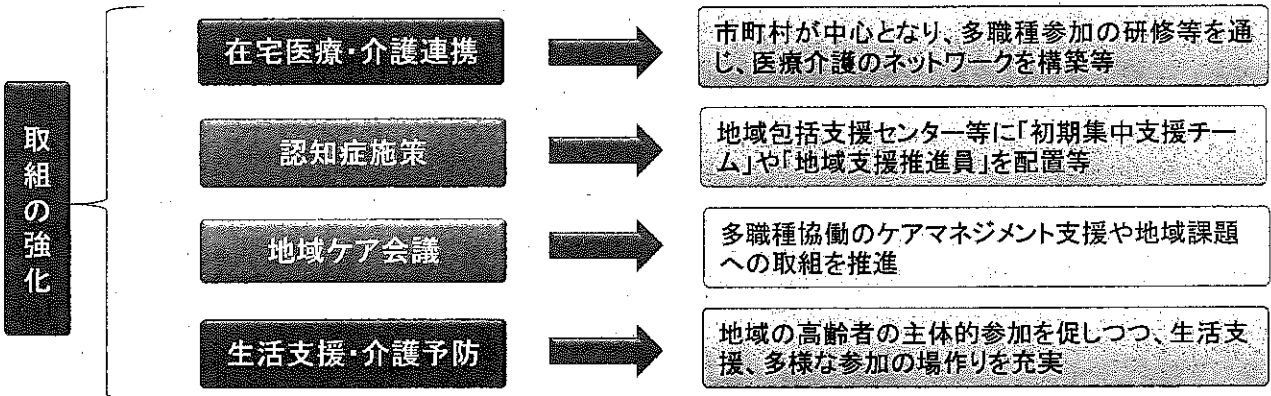 取組の強化
在宅医療・介護連携
市町村が中心となり、多職種参加の研修等を通
じ、医療介護のネットワークを構築等
認知症施策
地域包括支援センター等に「初期集中支援チー
ム」や「地域支援推進員」を配置等
地域ケア会議
多職種協働のケアマネジメント支援や地域課題
への取組を推進
生活支援・介護予防
地域の高齢者の主体的参加を促しつつ、生活支
援、多様な参加の場作りを充実